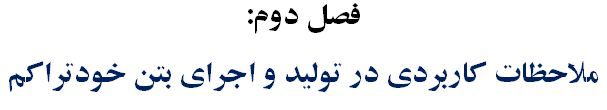 فصل دوم:
ملاحظات کاربردی در تولید و اجرای بتن خودتراکم